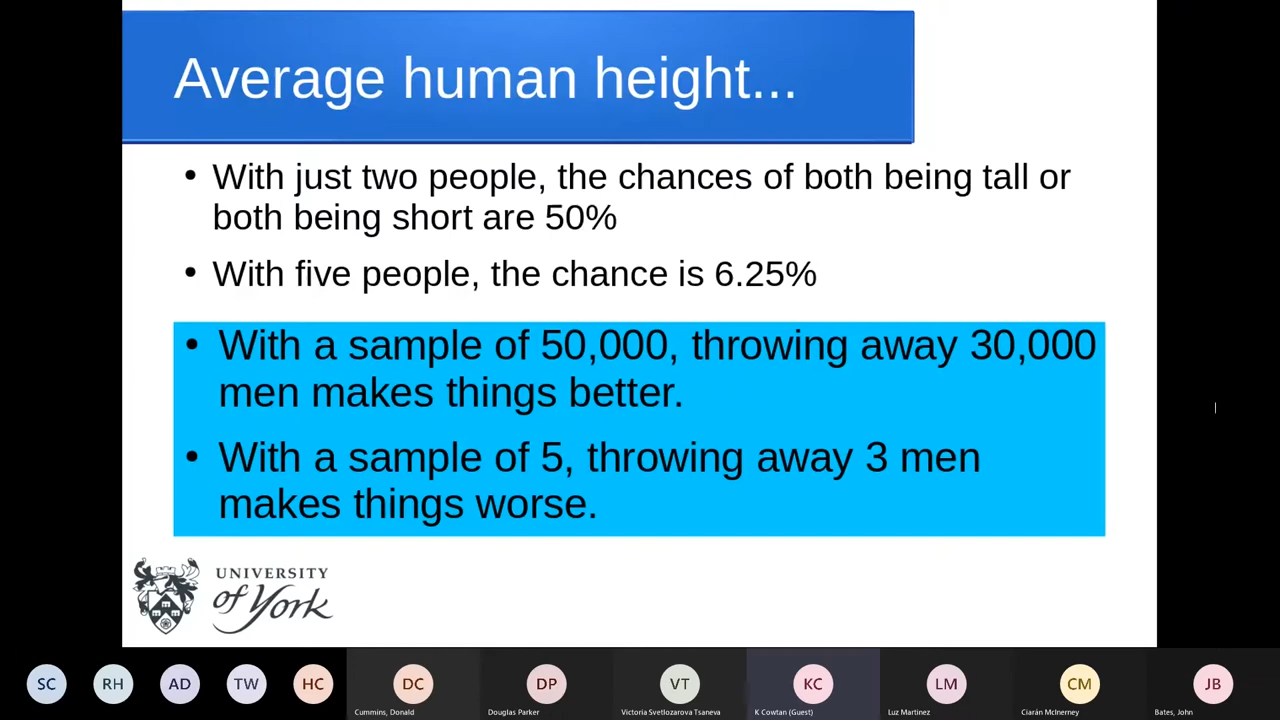 Average human height...
• With just two people, the chances of both being tall or
both being short are 50%
• With five people, the chance is 6.25%
• With a sample of 50,000, throwing away 30,000
men makes things better.
• With a sample of 5, throwing away 3 men
makes things worse.
UNIVERSITY
of York
SC RH AD TW HC DC DP VT KC LM CM JB
Cummins, Donald Douglas Parker Victoria Svetlozarova Tsaneva K Cowtan (Guest) Luz Martinez Ciarán McInerney Bates, John